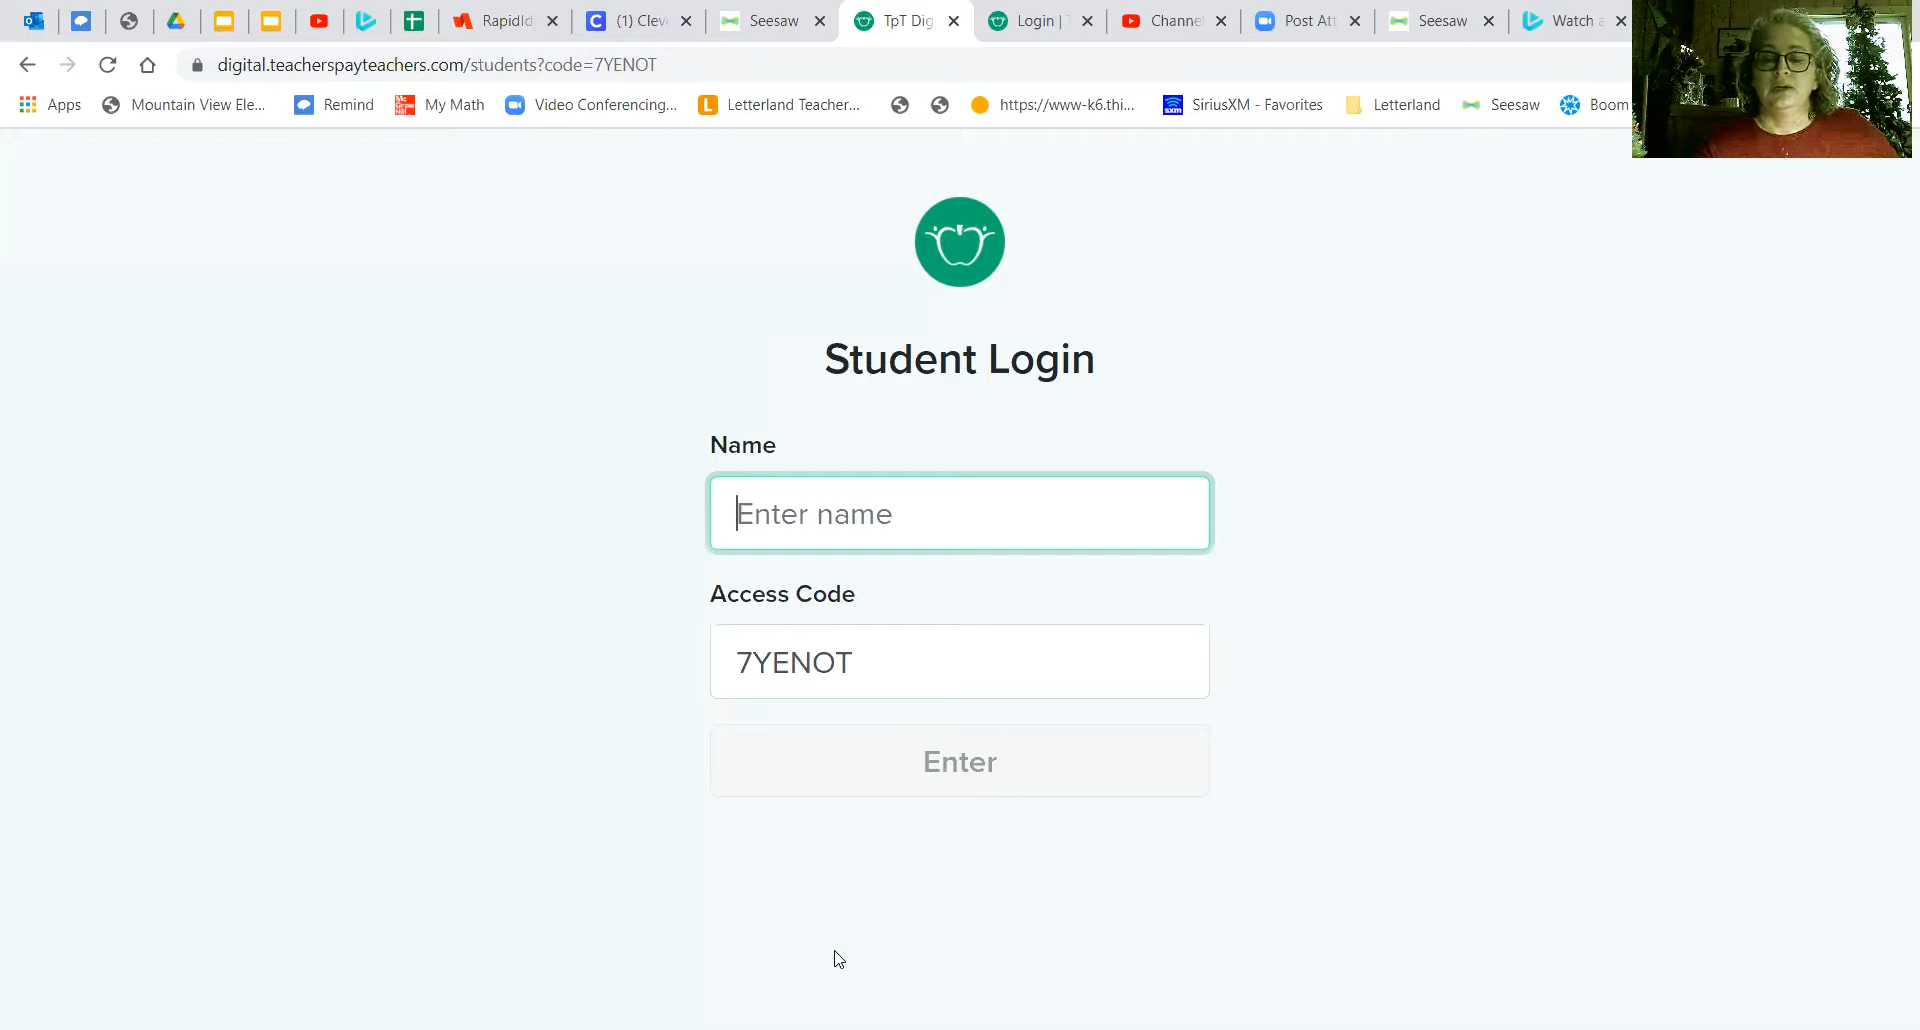 RapidId
(1) Cleve
Seesaw
TpT Dig
Login | T
Channe
Post Att
Seesaw
Watch a
digital.teacherspayteachers.com/students?code=7YENOT
Apps
Mountain View Ele...
Remind
My Math
Video Conferencing...
Letterland Teacher...
https://www-k6.thi...
SiriusXM - Favorites
Letterland
Seesaw
Boom
Student Login
Name
Enter name
Access Code
7YENOT
Enter